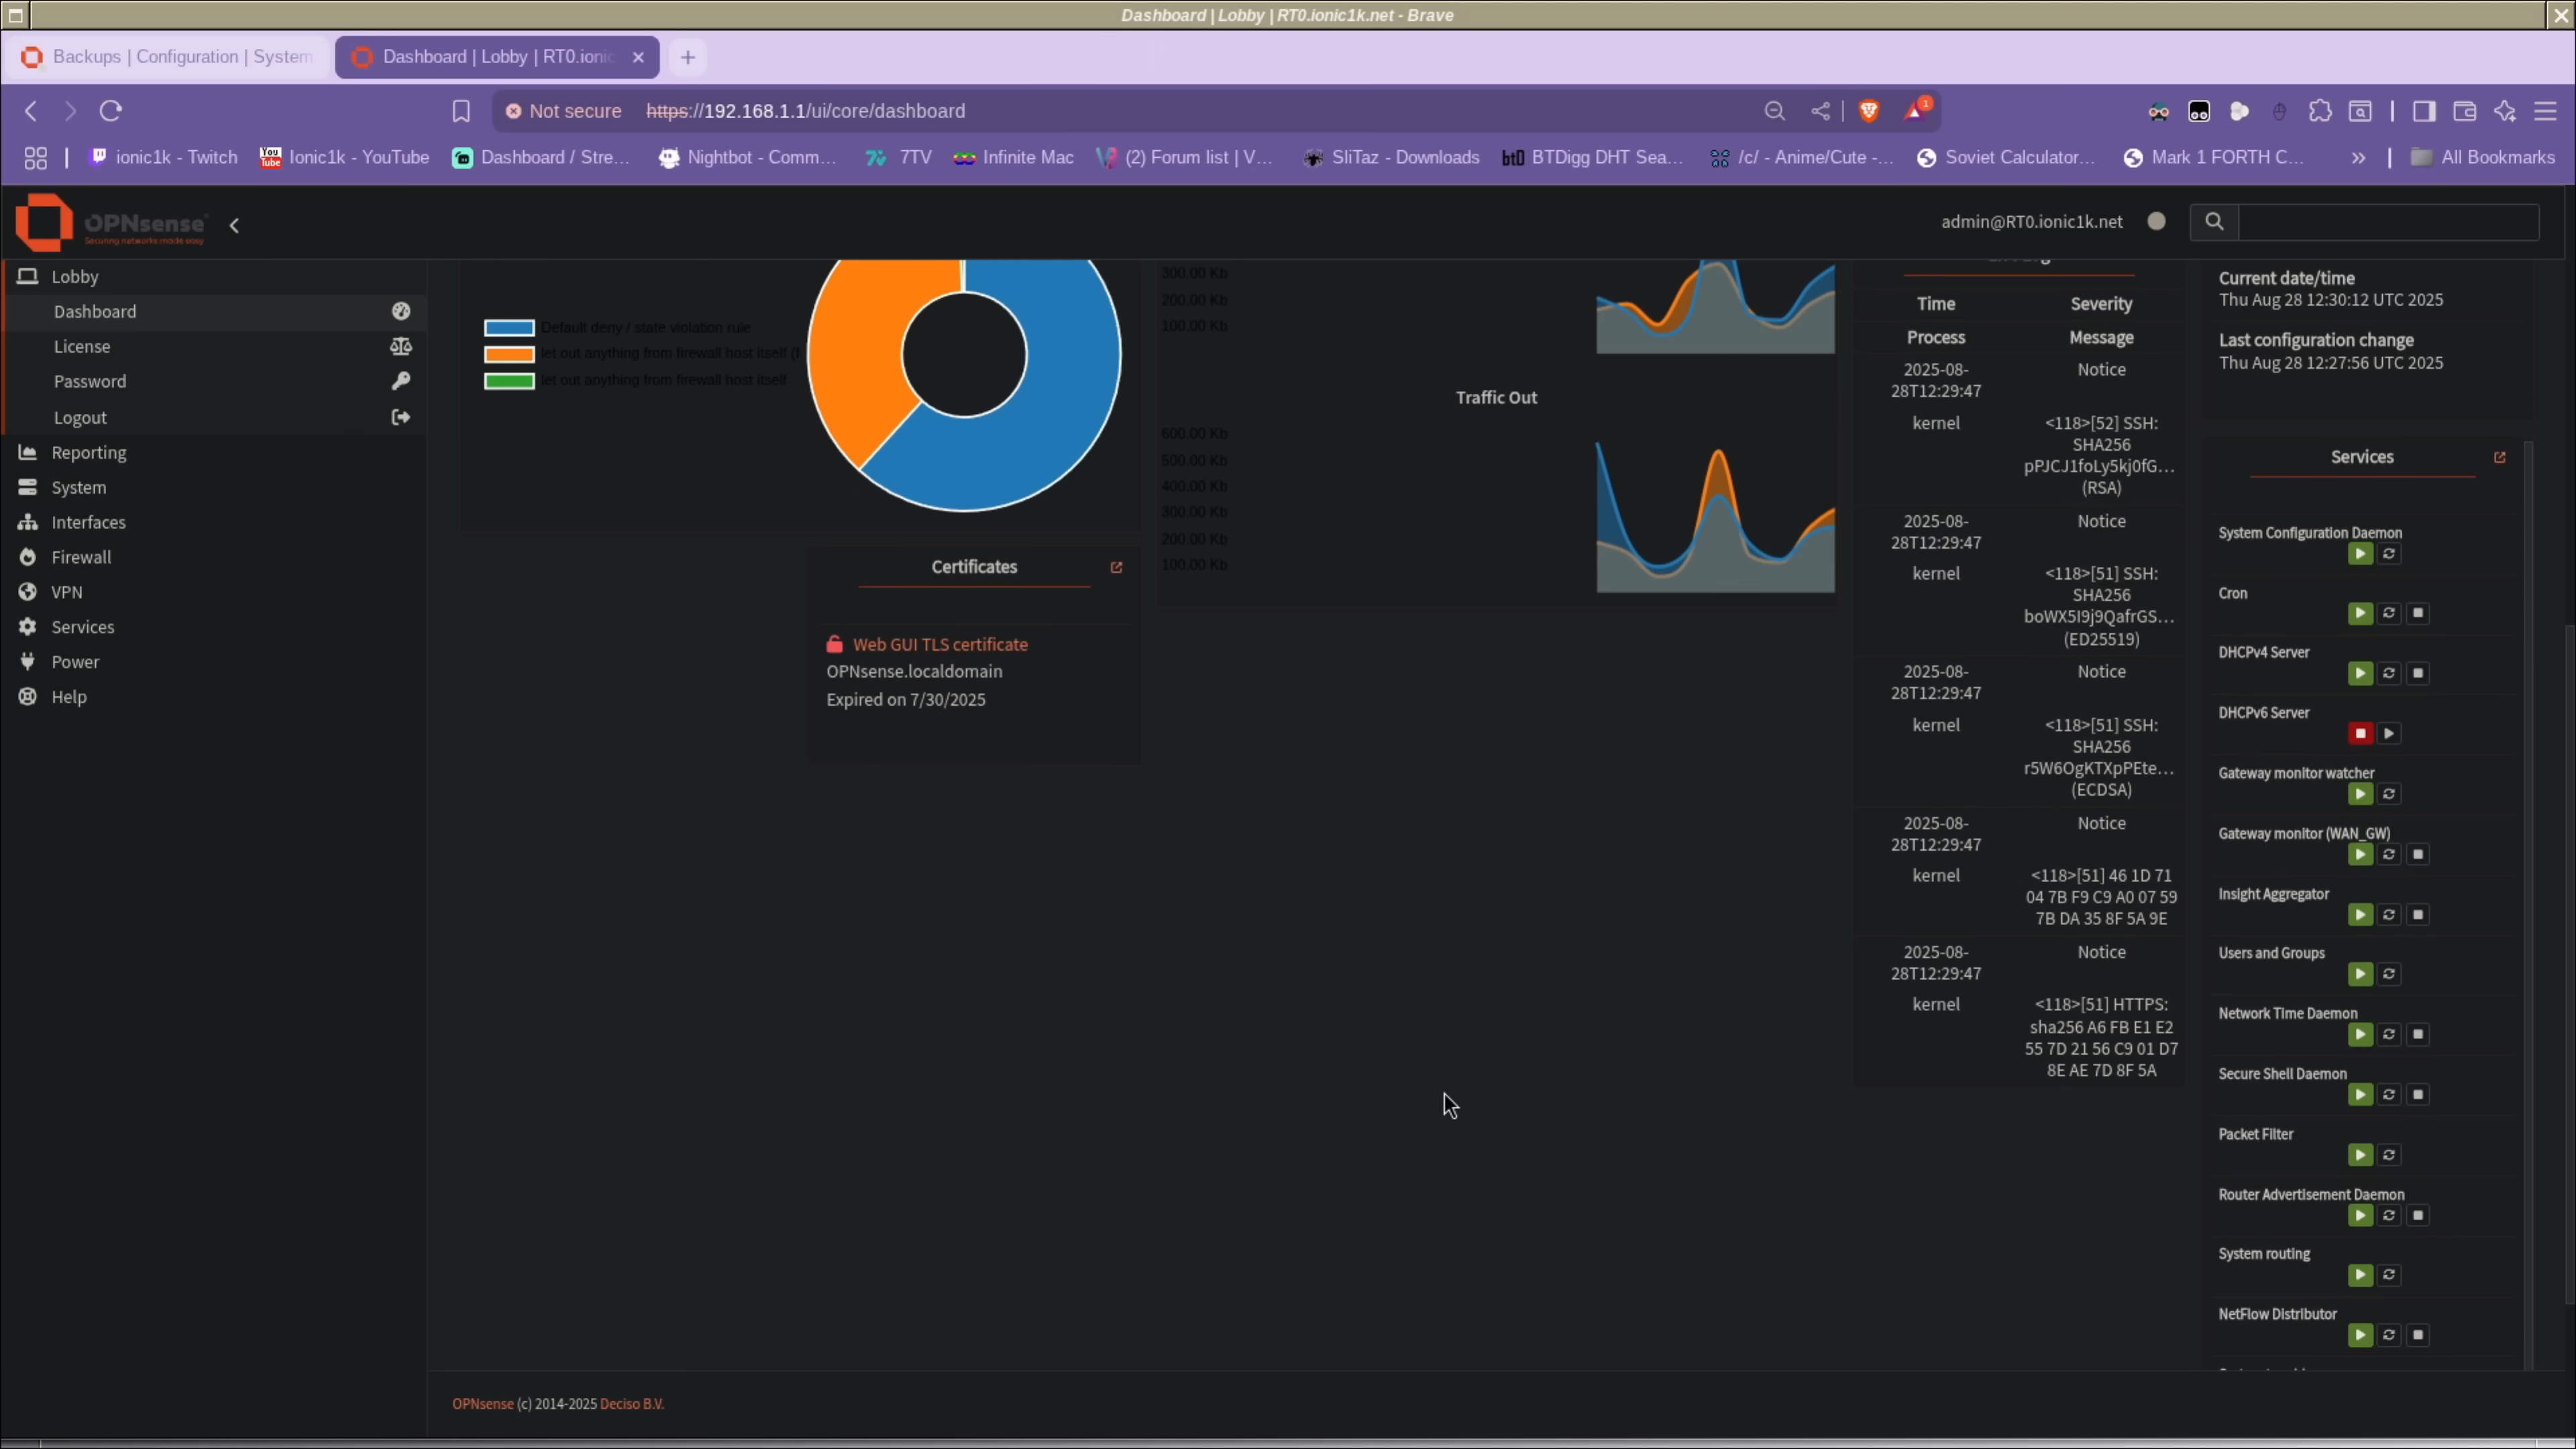 Dashboard | Lobby | RT0.ionic1k.net - Brave
Backups | Configuration | System
Dashboard | Lobby | RT0.ionic
Not secure https://192.168.1.1/ui/core/dashboard
1
ionic1k - Twitch
Ionic1k - YouTube
Dashboard / Stre...
Nightbot - Comm...
7TV
Infinite Mac
(2) Forum list | V...
SliTaz - Downloads
BTDigg DHT Sea...
/c/ - Anime/Cute -...
Soviet Calculator...
Mark 1 FORTH C...
All Bookmarks
OPNsense
Securing networks made easy
admin@RT0.ionic1k.net
Lobby
Dashboard
License
Password
Logout
Reporting
System
Interfaces
Firewall
VPN
Services
Power
Help
Default deny / state violation rule
let out anything from firewall host itself (f
let out anything from firewall host itself
Certificates
Web GUI TLS certificate
OPNsense.localdomain
Expired on 7/30/2025
300.00 Kb
200.00 Kb
100.00 Kb
Traffic Out
600.00 Kb
500.00 Kb
400.00 Kb
300.00 Kb
200.00 Kb
100.00 Kb
Time Severity
Process Message
2025-08-28T12:29:47 Notice
kernel <118>[52] SSH:
SHA256
pPJCJ1foLy5kj0fG...
(RSA)
2025-08-28T12:29:47 Notice
kernel <118>[51] SSH:
SHA256
boWX5I9j9QafrGS...
(ED25519)
2025-08-28T12:29:47 Notice
kernel <118>[51] SSH:
SHA256
r5W6OgKTXpPEte...
(ECDSA)
2025-08-28T12:29:47 Notice
kernel <118>[51] 46 1D 71
04 7B F9 C9 A0 07 59
7B DA 35 8F 5A 9E
2025-08-28T12:29:47 Notice
kernel <118>[51] HTTPS:
sha256 A6 FB E1 E2
55 7D 21 56 C9 01 D7
8E AE 7D 8F 5A
Current date/time
Thu Aug 28 12:30:12 UTC 2025
Last configuration change
Thu Aug 28 12:27:56 UTC 2025
Services
System Configuration Daemon
Cron
DHCPv4 Server
DHCPv6 Server
Gateway monitor watcher
Gateway monitor (WAN_GW)
Insight Aggregator
Users and Groups
Network Time Daemon
Secure Shell Daemon
Packet Filter
Router Advertisement Daemon
System routing
NetFlow Distributor
OPNsense (c) 2014-2025 Deciso B.V.